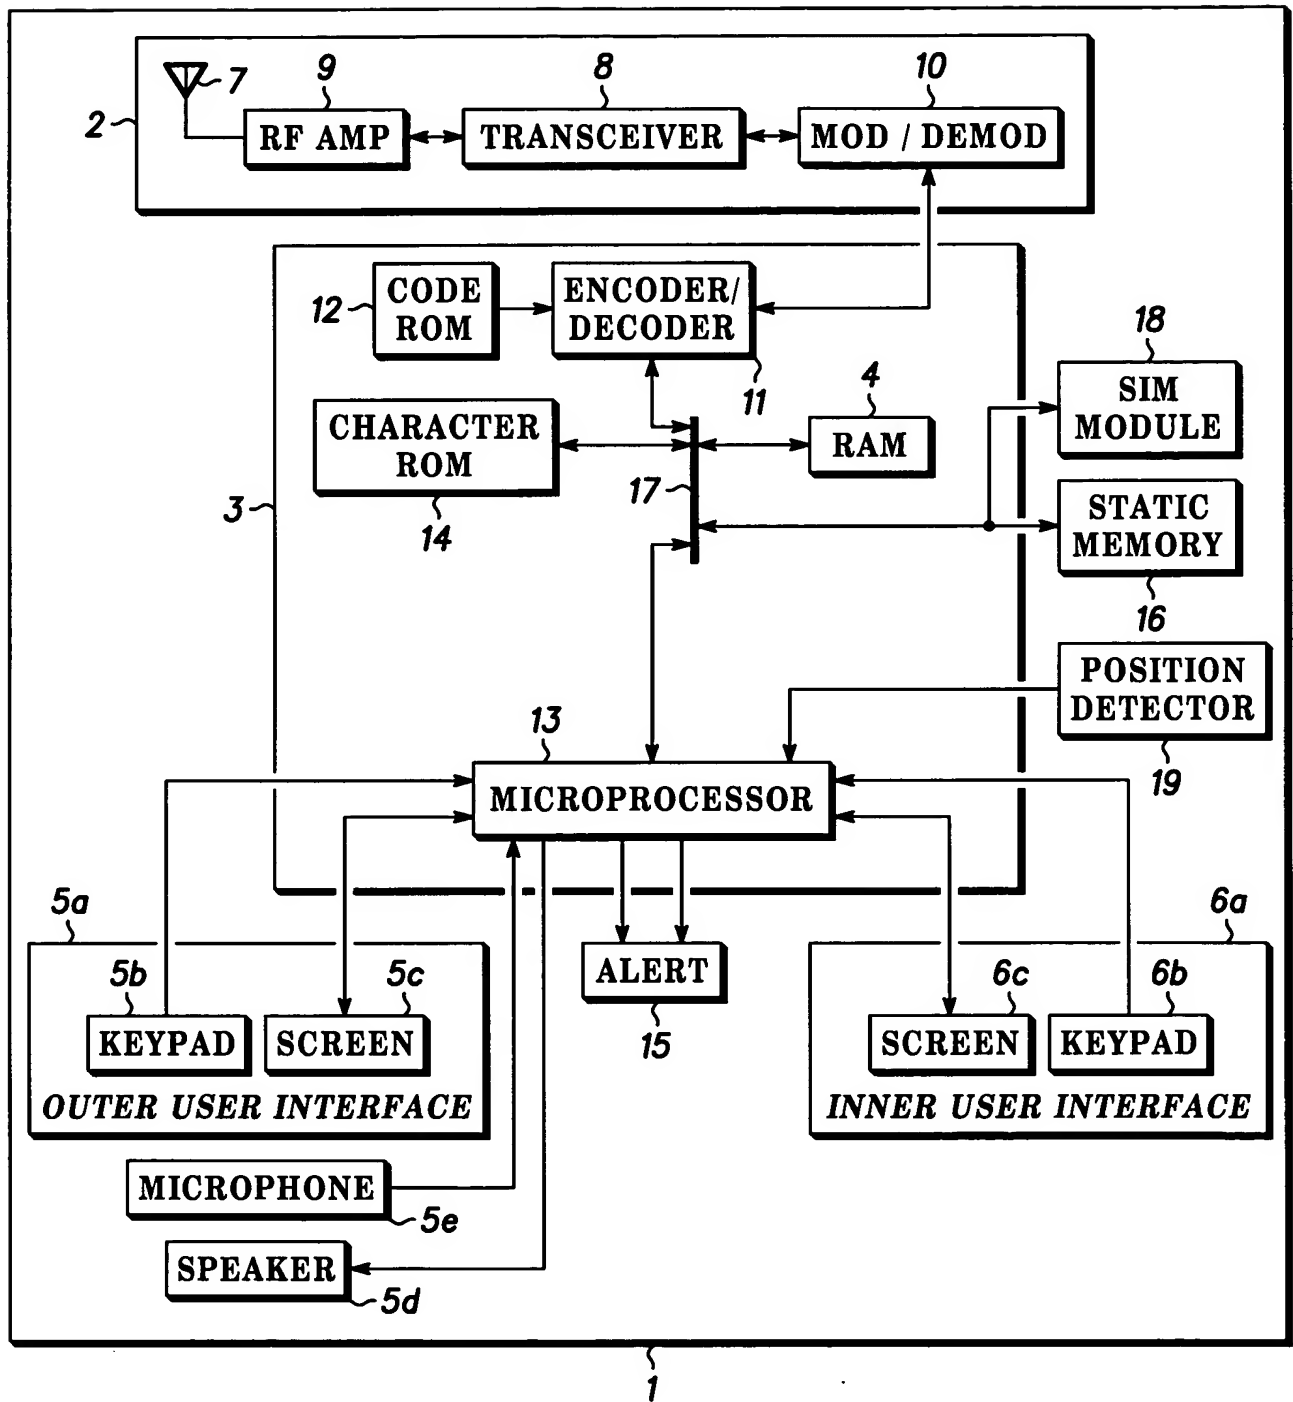 9
8
10
7
2
RF AMP
TRANSCEIVER
MOD / DEMOD
12
CODE
ROM
ENCODER/
DECODER
11
18
SIM
MODULE
4
RAM
CHARACTER
ROM
14
17
3
STATIC
MEMORY
16
POSITION
DETECTOR
19
13
MICROPROCESSOR
5a
6a
5b
5c
KEYPAD
SCREEN
OUTER USER INTERFACE
ALERT
15
6c
6b
SCREEN
KEYPAD
INNER USER INTERFACE
MICROPHONE
5e
SPEAKER
5d
1